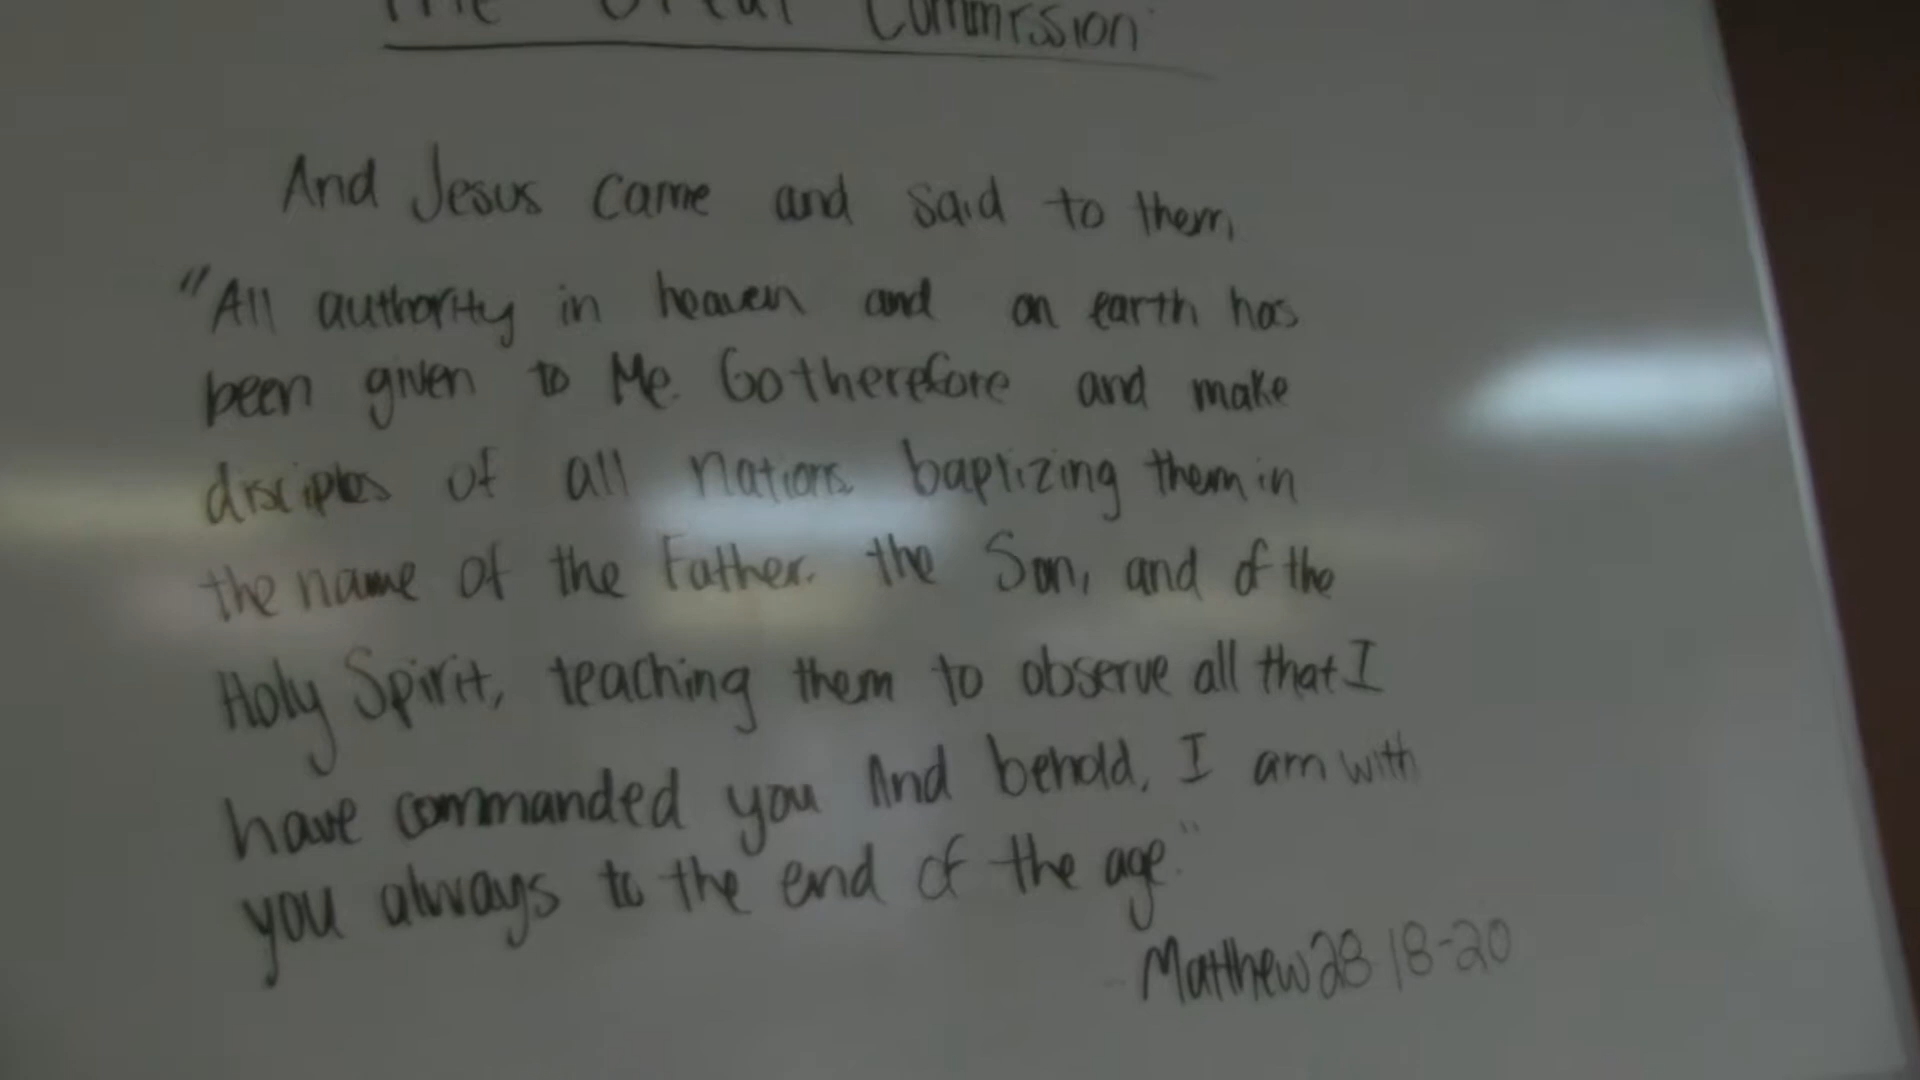 The Great Commission
And Jesus came and said to them,
"All authority in heaven and on earth has
been given to Me. Go therefore and make
disciples of all nations, baptizing them in
the name of the Father, the Son, and of the
Holy Spirit, teaching them to observe all that I
have commanded you And behold, I am with
you always to the end of the age."
- Matthew 28 18-20